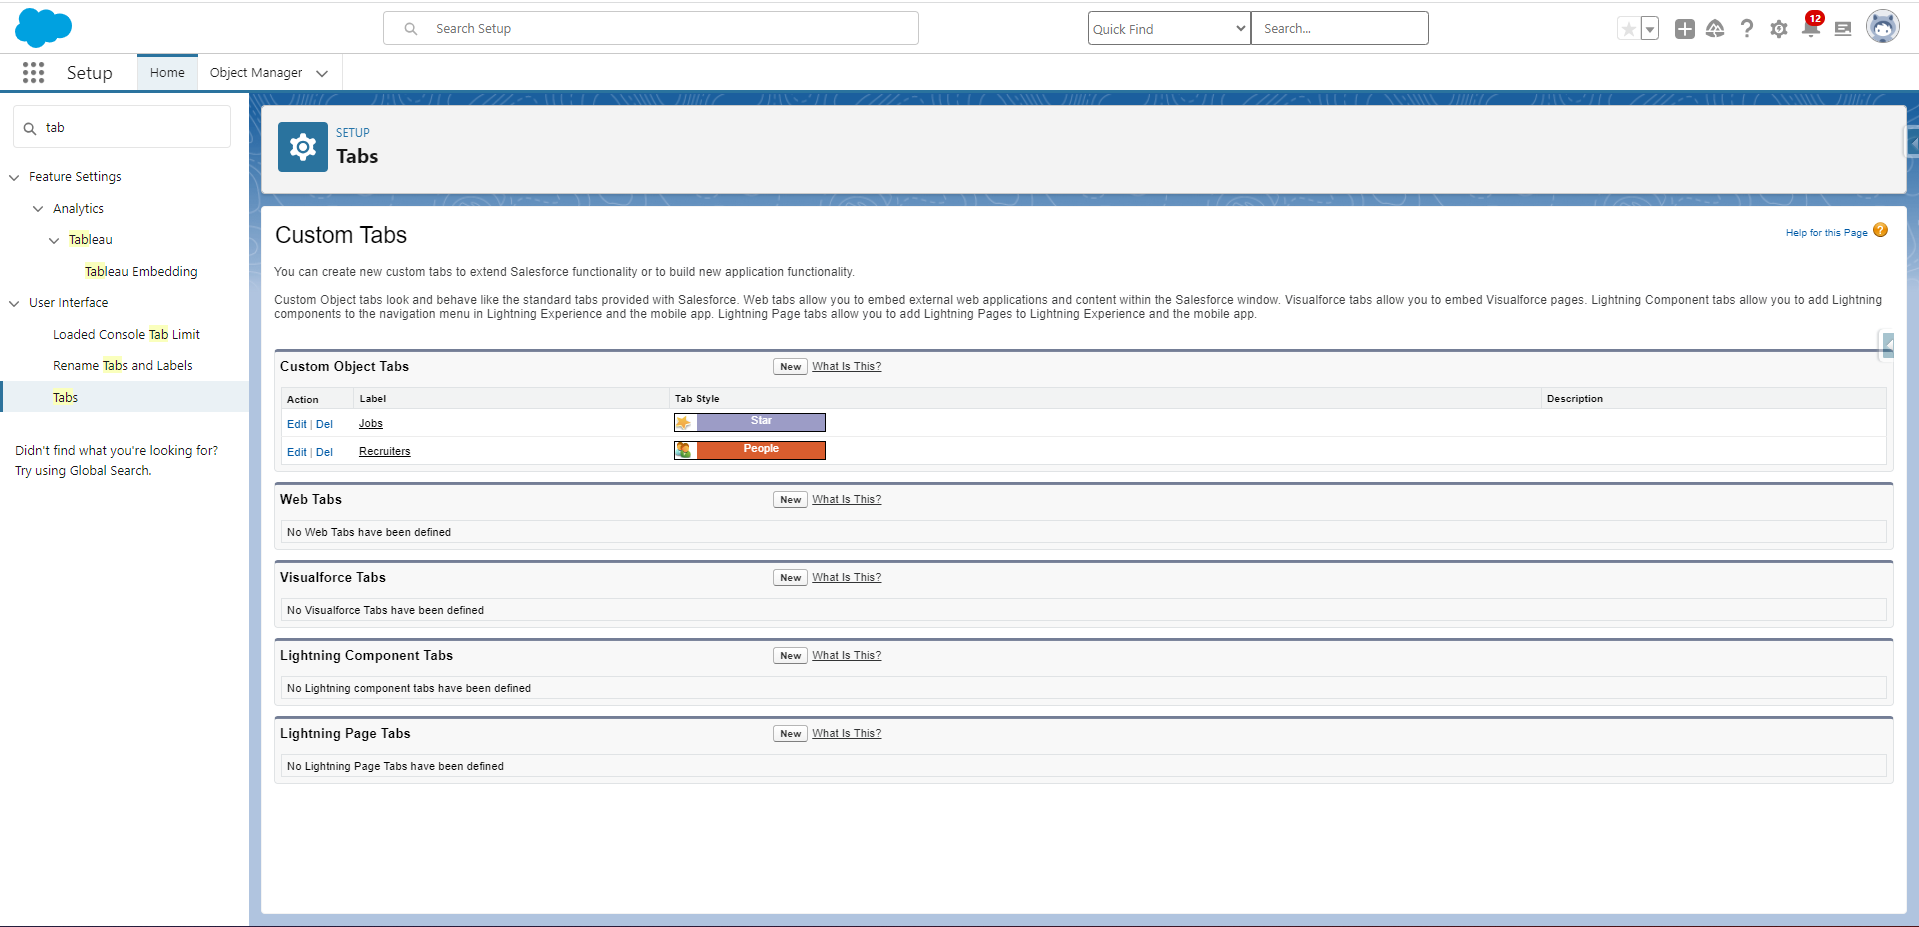 Search Setup
Quick Find
Search...
12
Setup
Home
Object Manager
tab
Feature Settings
Analytics
Tableau
Tableau Embedding
User Interface
Loaded Console Tab Limit
Rename Tabs and Labels
Tabs
Didn't find what you're looking for?
Try using Global Search.
SETUP
Tabs
Custom Tabs
Help for this Page
?
You can create new custom tabs to extend Salesforce functionality or to build new application functionality.
Custom Object tabs look and behave like the standard tabs provided with Salesforce. Web tabs allow you to embed external web applications and content within the Salesforce window. Visualforce tabs allow you to embed Visualforce pages. Lightning Component tabs allow you to add Lightning
components to the navigation menu in Lightning Experience and the mobile app. Lightning Page tabs allow you to add Lightning Pages to Lightning Experience and the mobile app.
Custom Object Tabs New What Is This?
Action Label Tab Style Description
Edit | Del Jobs Star
Edit | Del Recruiters People
Web Tabs New What Is This?
No Web Tabs have been defined
Visualforce Tabs New What Is This?
No Visualforce Tabs have been defined
Lightning Component Tabs New What Is This?
No Lightning component tabs have been defined
Lightning Page Tabs New What Is This?
No Lightning Page Tabs have been defined